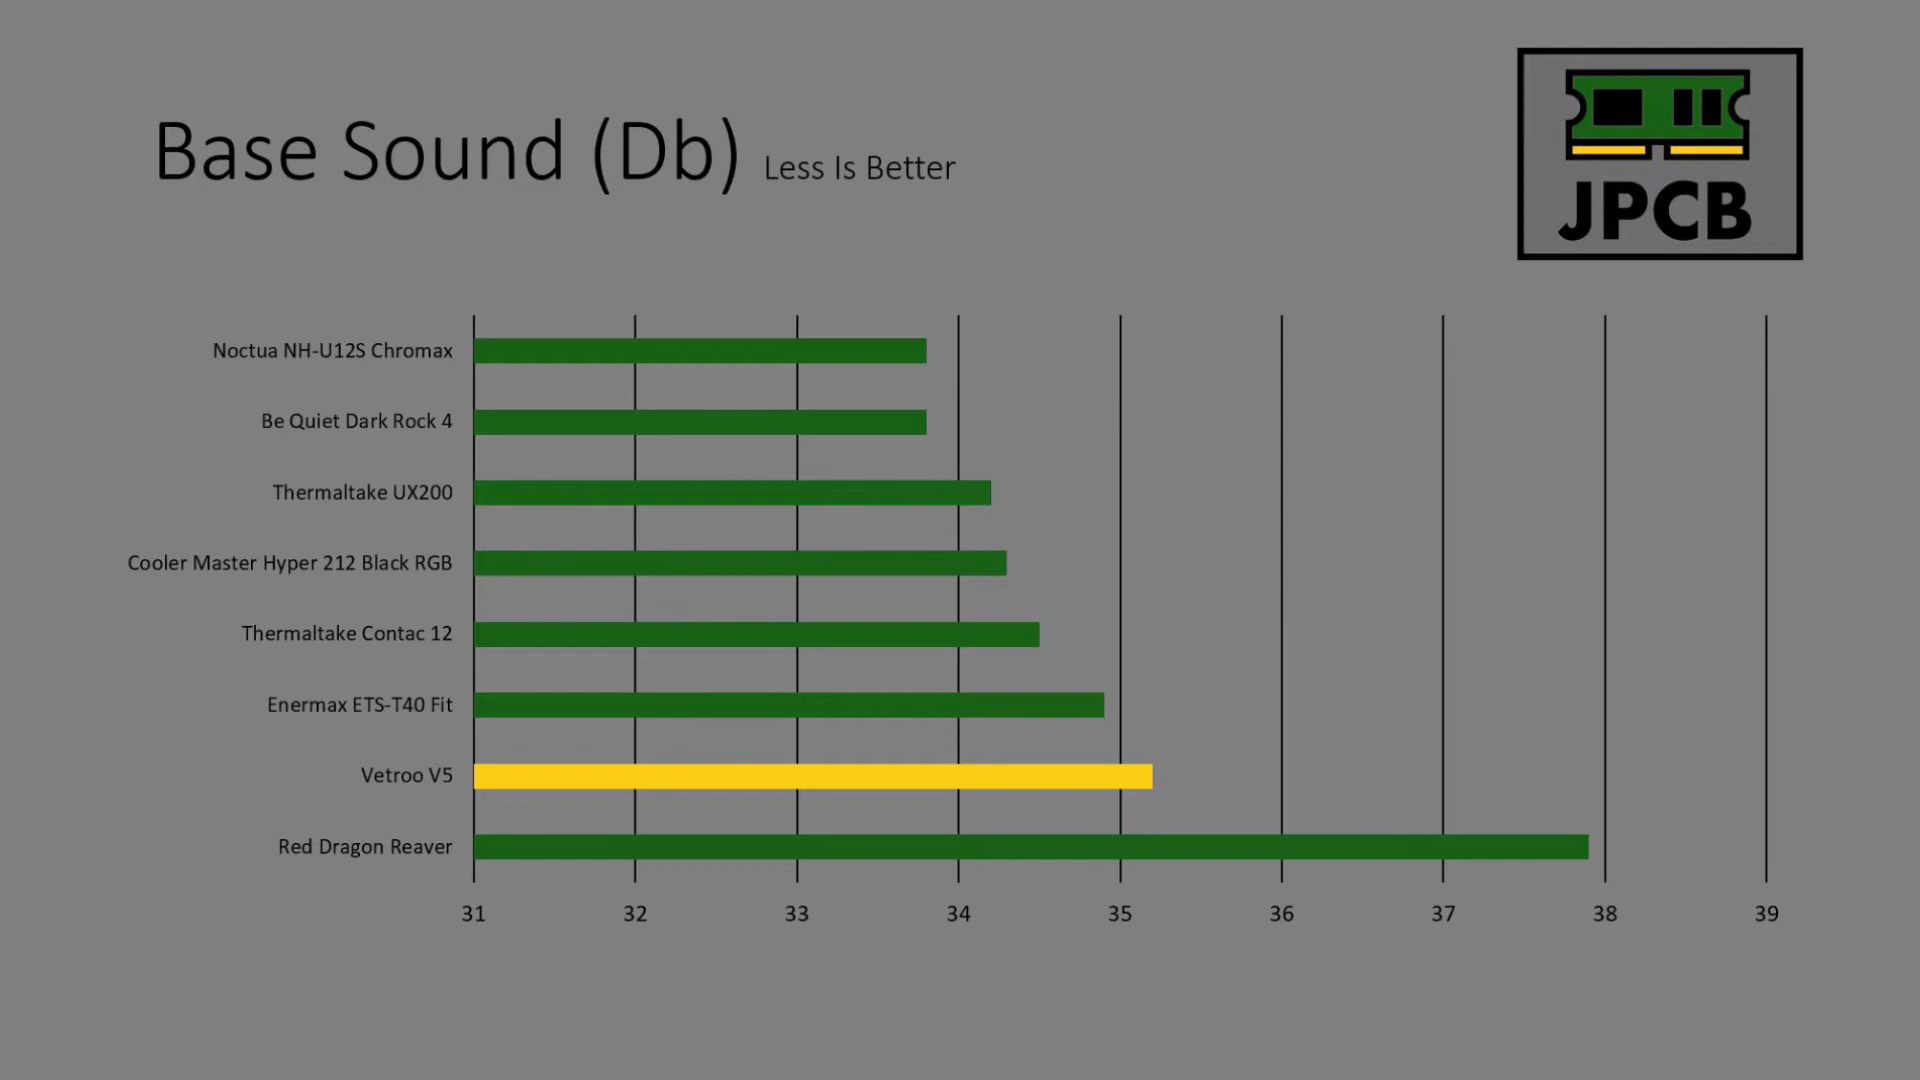 Base Sound (Db) Less Is Better
JPCB
Noctua NH-U12S Chromax
Be Quiet Dark Rock 4
Thermaltake UX200
Cooler Master Hyper 212 Black RGB
Thermaltake Contac 12
Enermax ETS-T40 Fit
Vetroo V5
Red Dragon Reaver
31 32 33 34 35 36 37 38 39